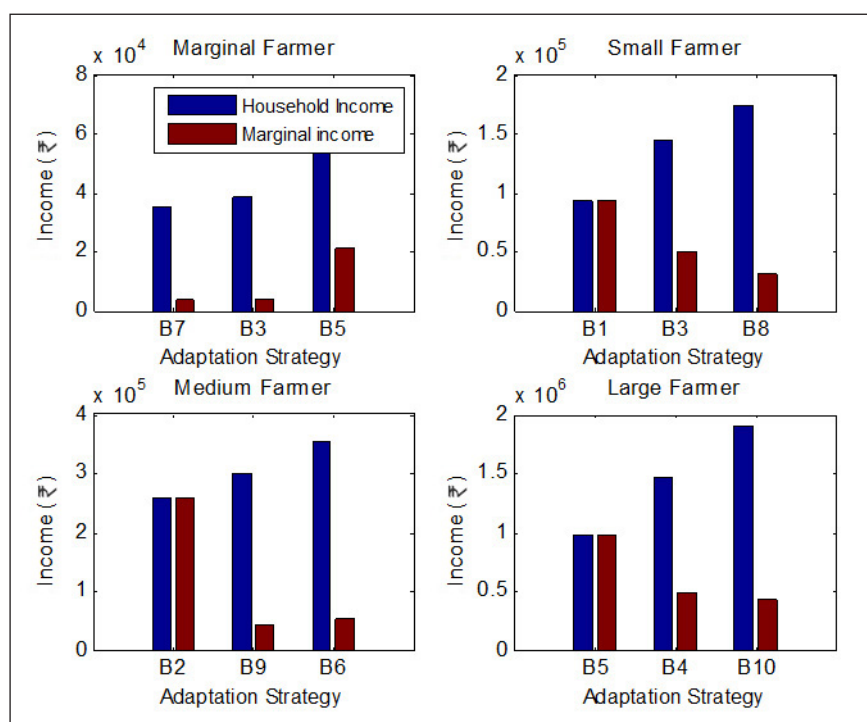 x 10⁴ Marginal Farmer
8
6
4
2
0
Income (₹)
Household Income
Marginal income
B7 B3 B5
Adaptation Strategy
x 10⁵ Small Farmer
2
1.5
1
0.5
0
Income (₹)
B1 B3 B8
Adaptation Strategy
x 10⁵ Medium Farmer
4
3
2
1
0
Income (₹)
B2 B9 B6
Adaptation Strategy
x 10⁶ Large Farmer
2
1.5
1
0.5
0
Income (₹)
B5 B4 B10
Adaptation Strategy